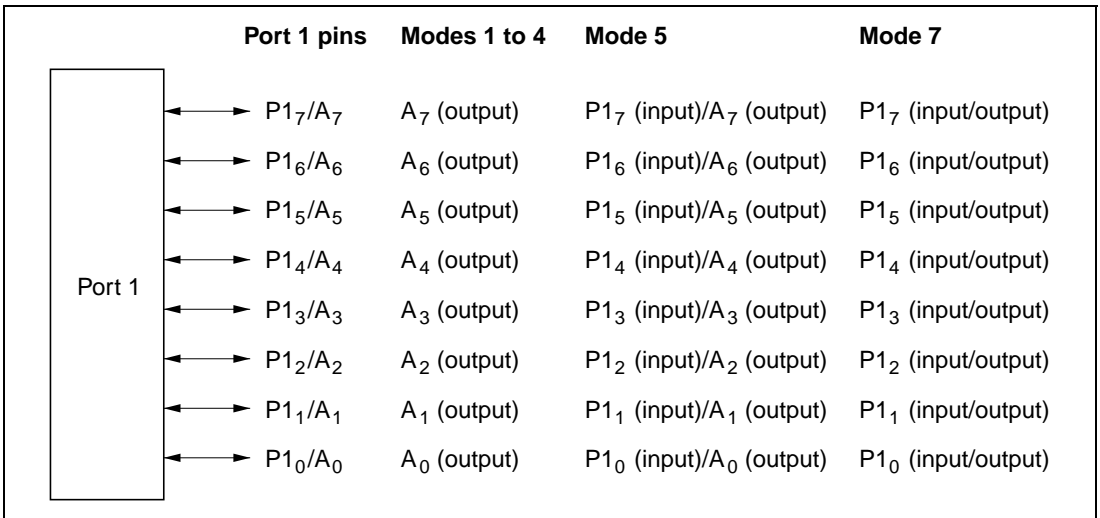 Port 1 pins Modes 1 to 4 Mode 5 Mode 7
P1₇/A₇ A₇ (output) P1₇ (input)/A₇ (output) P1₇ (input/output)
P1₆/A₆ A₆ (output) P1₆ (input)/A₆ (output) P1₆ (input/output)
P1₅/A₅ A₅ (output) P1₅ (input)/A₅ (output) P1₅ (input/output)
P1₄/A₄ A₄ (output) P1₄ (input)/A₄ (output) P1₄ (input/output)
Port 1
P1₃/A₃ A₃ (output) P1₃ (input)/A₃ (output) P1₃ (input/output)
P1₂/A₂ A₂ (output) P1₂ (input)/A₂ (output) P1₂ (input/output)
P1₁/A₁ A₁ (output) P1₁ (input)/A₁ (output) P1₁ (input/output)
P1₀/A₀ A₀ (output) P1₀ (input)/A₀ (output) P1₀ (input/output)